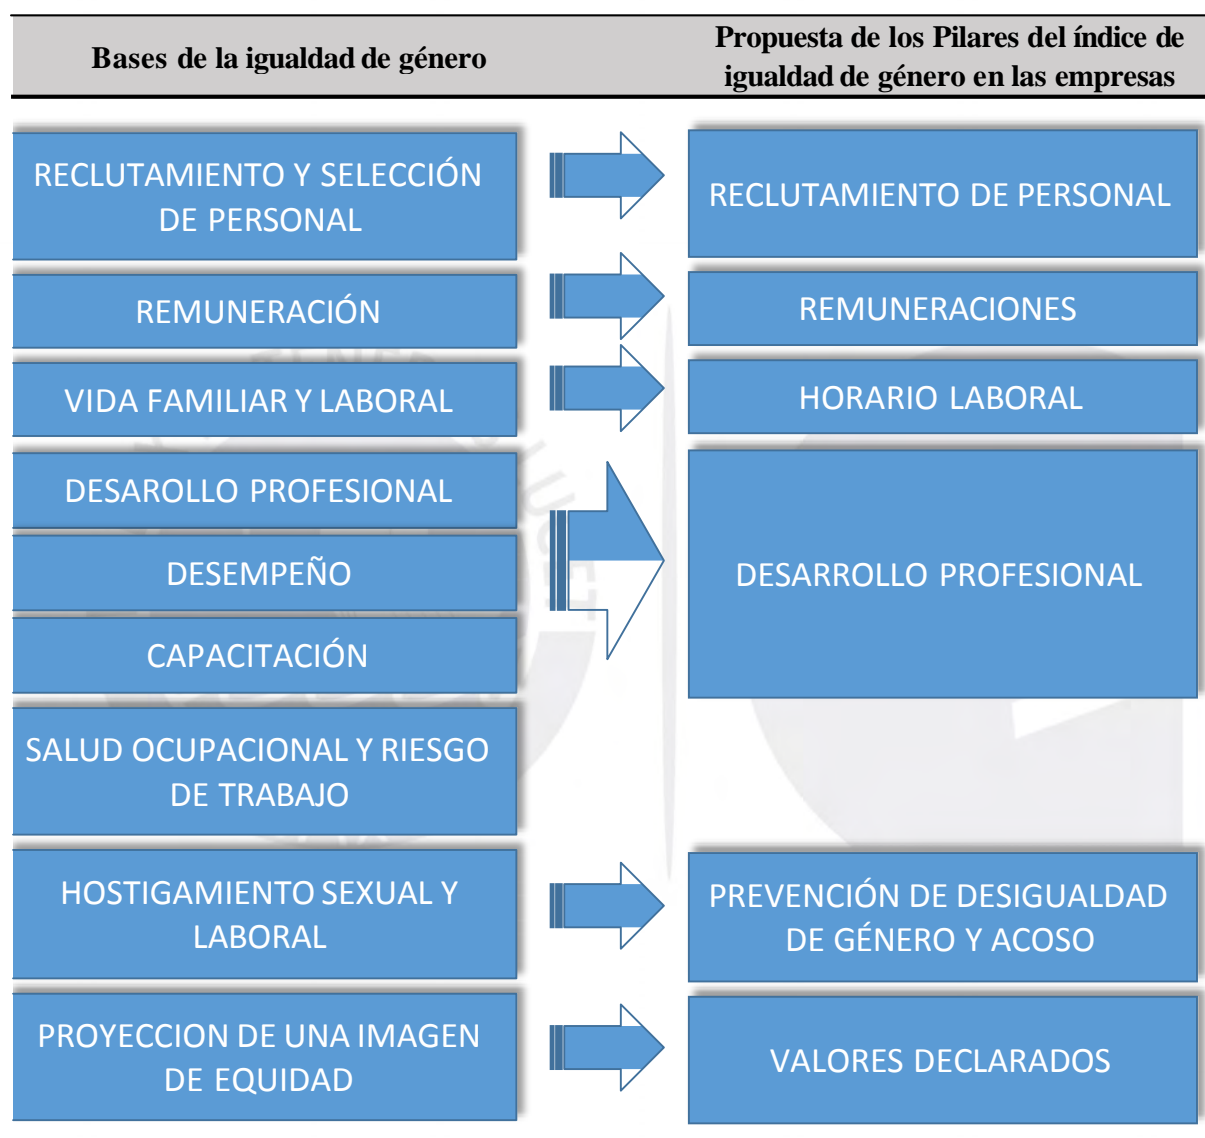 Bases de la igualdad de género
Propuesta de los Pilares del índice de
igualdad de género en las empresas
RECLUTAMIENTO Y SELECCIÓN
DE PERSONAL
RECLUTAMIENTO DE PERSONAL
REMUNERACIÓN
REMUNERACIONES
VIDA FAMILIAR Y LABORAL
HORARIO LABORAL
DESAROLLO PROFESIONAL
DESEMPEÑO
CAPACITACIÓN
DESARROLLO PROFESIONAL
SALUD OCUPACIONAL Y RIESGO
DE TRABAJO
HOSTIGAMIENTO SEXUAL Y
LABORAL
PREVENCIÓN DE DESIGUALDAD
DE GÉNERO Y ACOSO
PROYECCION DE UNA IMAGEN
DE EQUIDAD
VALORES DECLARADOS